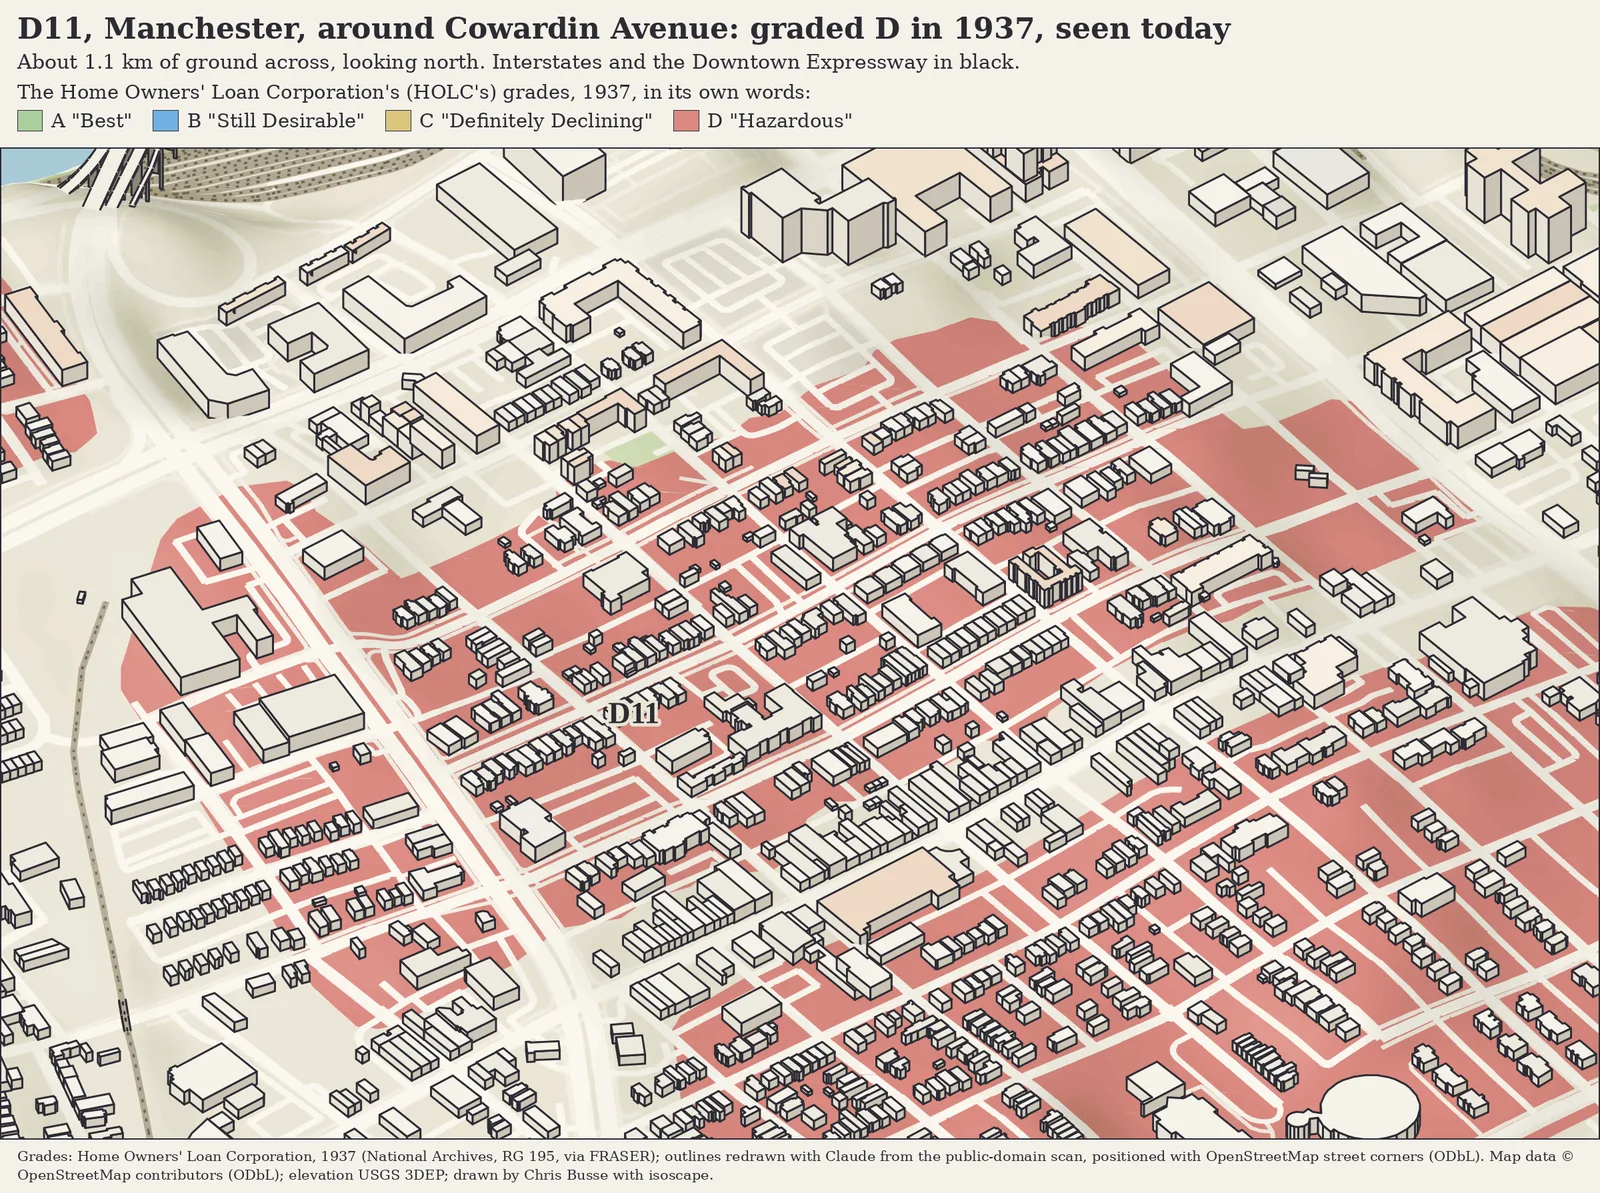 D11, Manchester, around Cowardin Avenue: graded D in 1937, seen today
About 1.1 km of ground across, looking north. Interstates and the Downtown Expressway in black.
The Home Owners' Loan Corporation's (HOLC's) grades, 1937, in its own words:
A "Best" B "Still Desirable" C "Definitely Declining" D "Hazardous"
D11
Grades: Home Owners' Loan Corporation, 1937 (National Archives, RG 195, via FRASER); outlines redrawn with Claude from the public-domain scan, positioned with OpenStreetMap street corners (ODbL). Map data ©
OpenStreetMap contributors (ODbL); elevation USGS 3DEP; drawn by Chris Busse with isoscape.